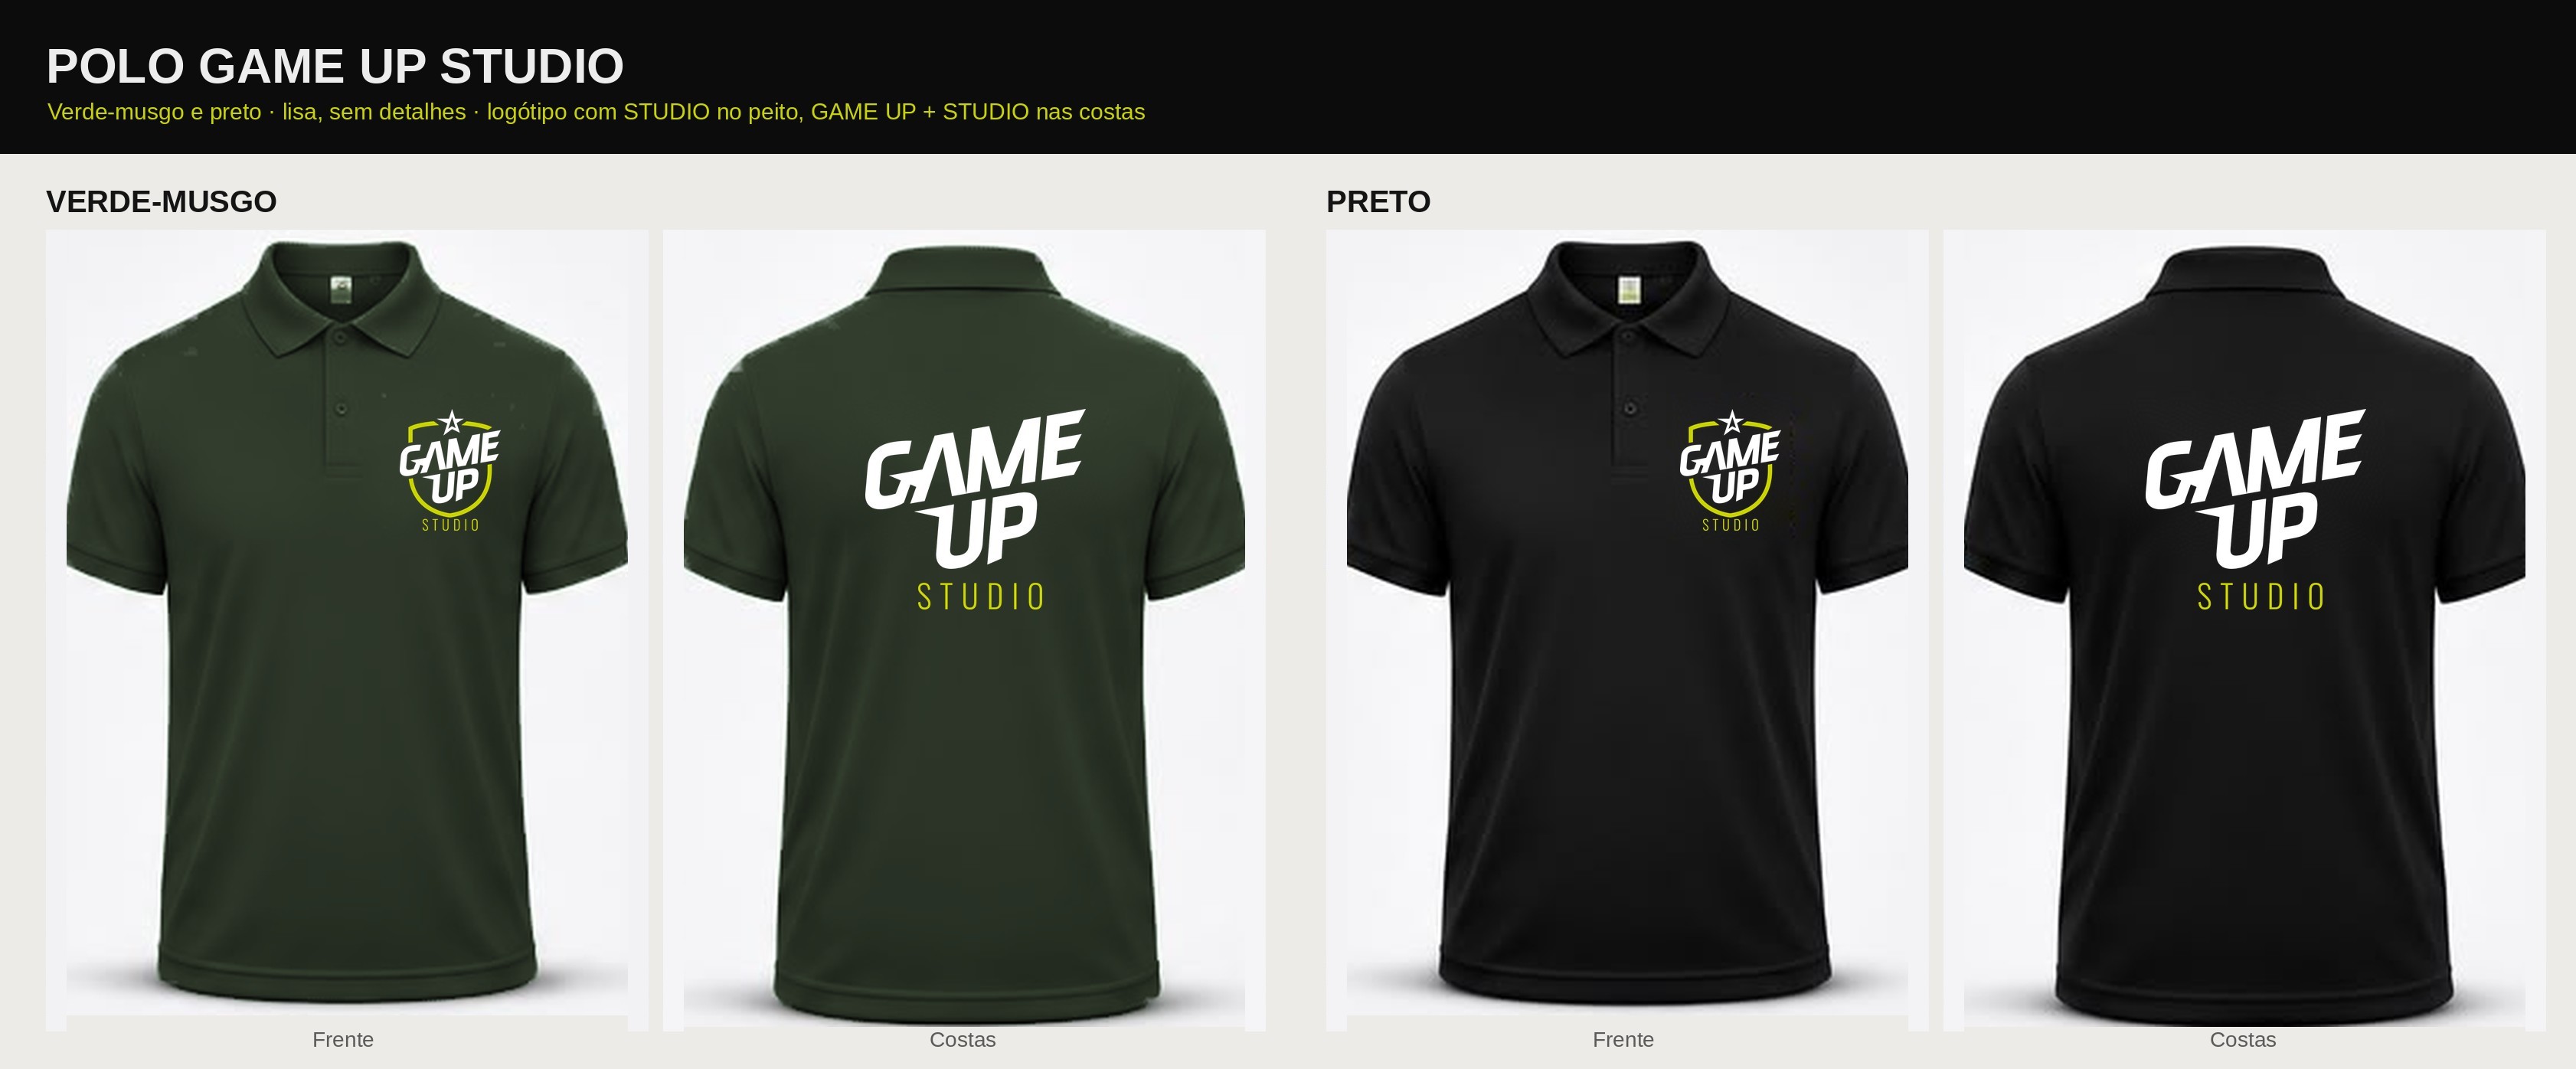 POLO GAME UP STUDIO
Verde-musgo e preto · lisa, sem detalhes · logótipo com STUDIO no peito, GAME UP + STUDIO nas costas
VERDE-MUSGO
GAME
UP
STUDIO
Frente
GAME
UP
STUDIO
Costas
PRETO
GAME
UP
STUDIO
Frente
GAME
UP
STUDIO
Costas